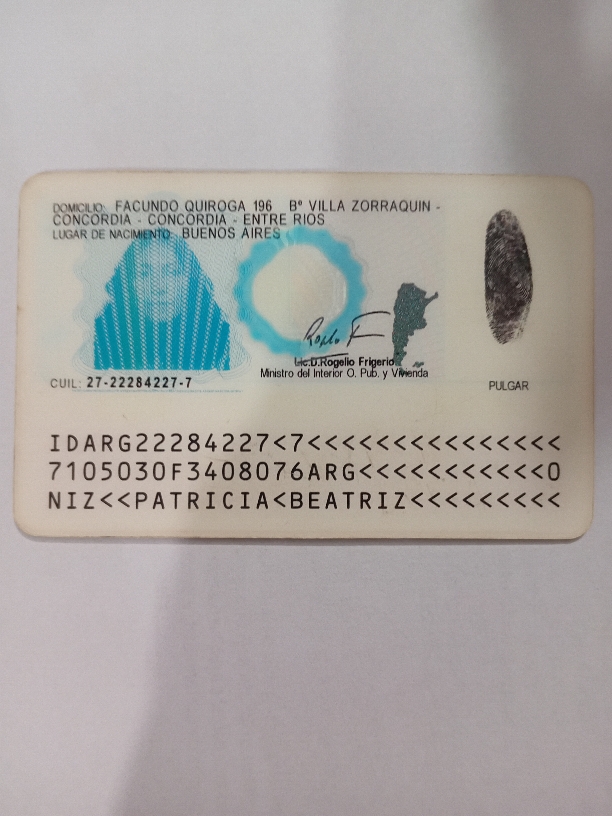 DOMICILIO: FACUNDO QUIROGA 196 Bº VILLA ZORRAQUIN -
CONCORDIA - CONCORDIA - ENTRE RIOS
LUGAR DE NACIMIENTO: BUENOS AIRES
Lic.D.Rogelio Frigerio
Ministro del Interior O. Pub. y Vivienda
CUIL: 27-22284227-7
PULGAR
IDARG22284227<7<<<<<<<<<<<<<<<
7105030F3408076ARG<<<<<<<<<<<0
NIZ<<PATRICIA<BEATRIZ<<<<<<<<<